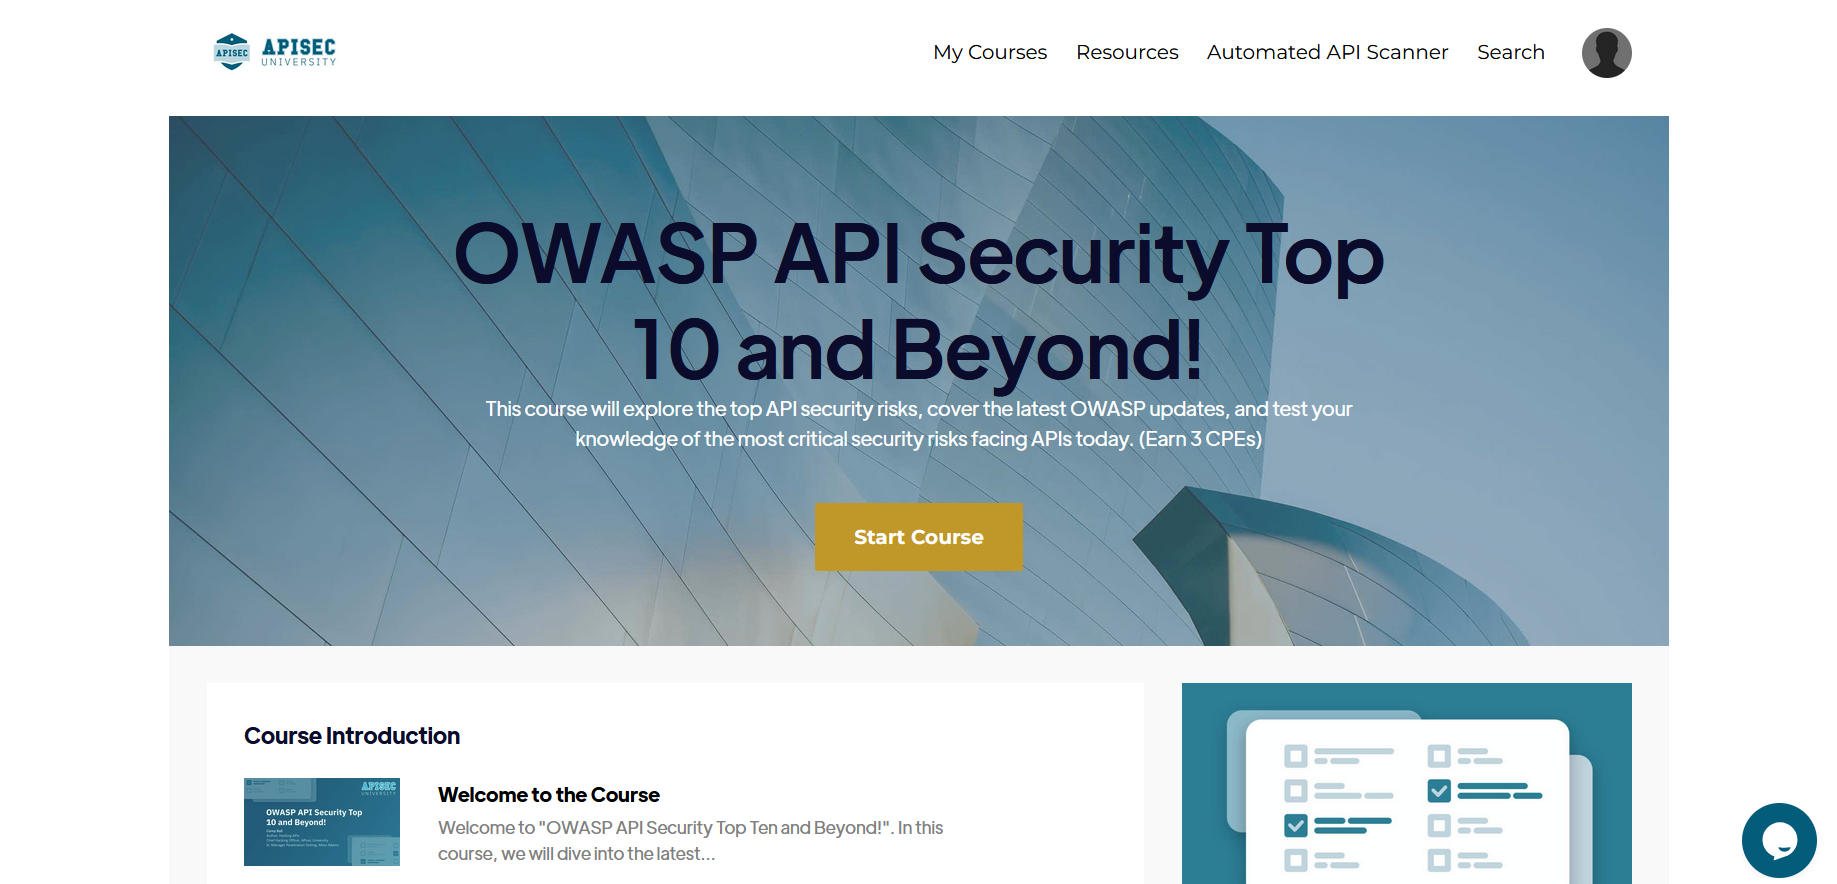 APISEC
APISEC
UNIVERSITY
My Courses
Resources
Automated API Scanner
Search
OWASP API Security Top
10 and Beyond!
This course will explore the top API security risks, cover the latest OWASP updates, and test your
knowledge of the most critical security risks facing APIs today. (Earn 3 CPEs)
Start Course
Course Introduction
APISEC
UNIVERSITY
OWASP API Security Top
10 and Beyond!
Corey Ball
Welcome to the Course
Welcome to "OWASP API Security Top Ten and Beyond!". In this
course, we will dive into the latest...